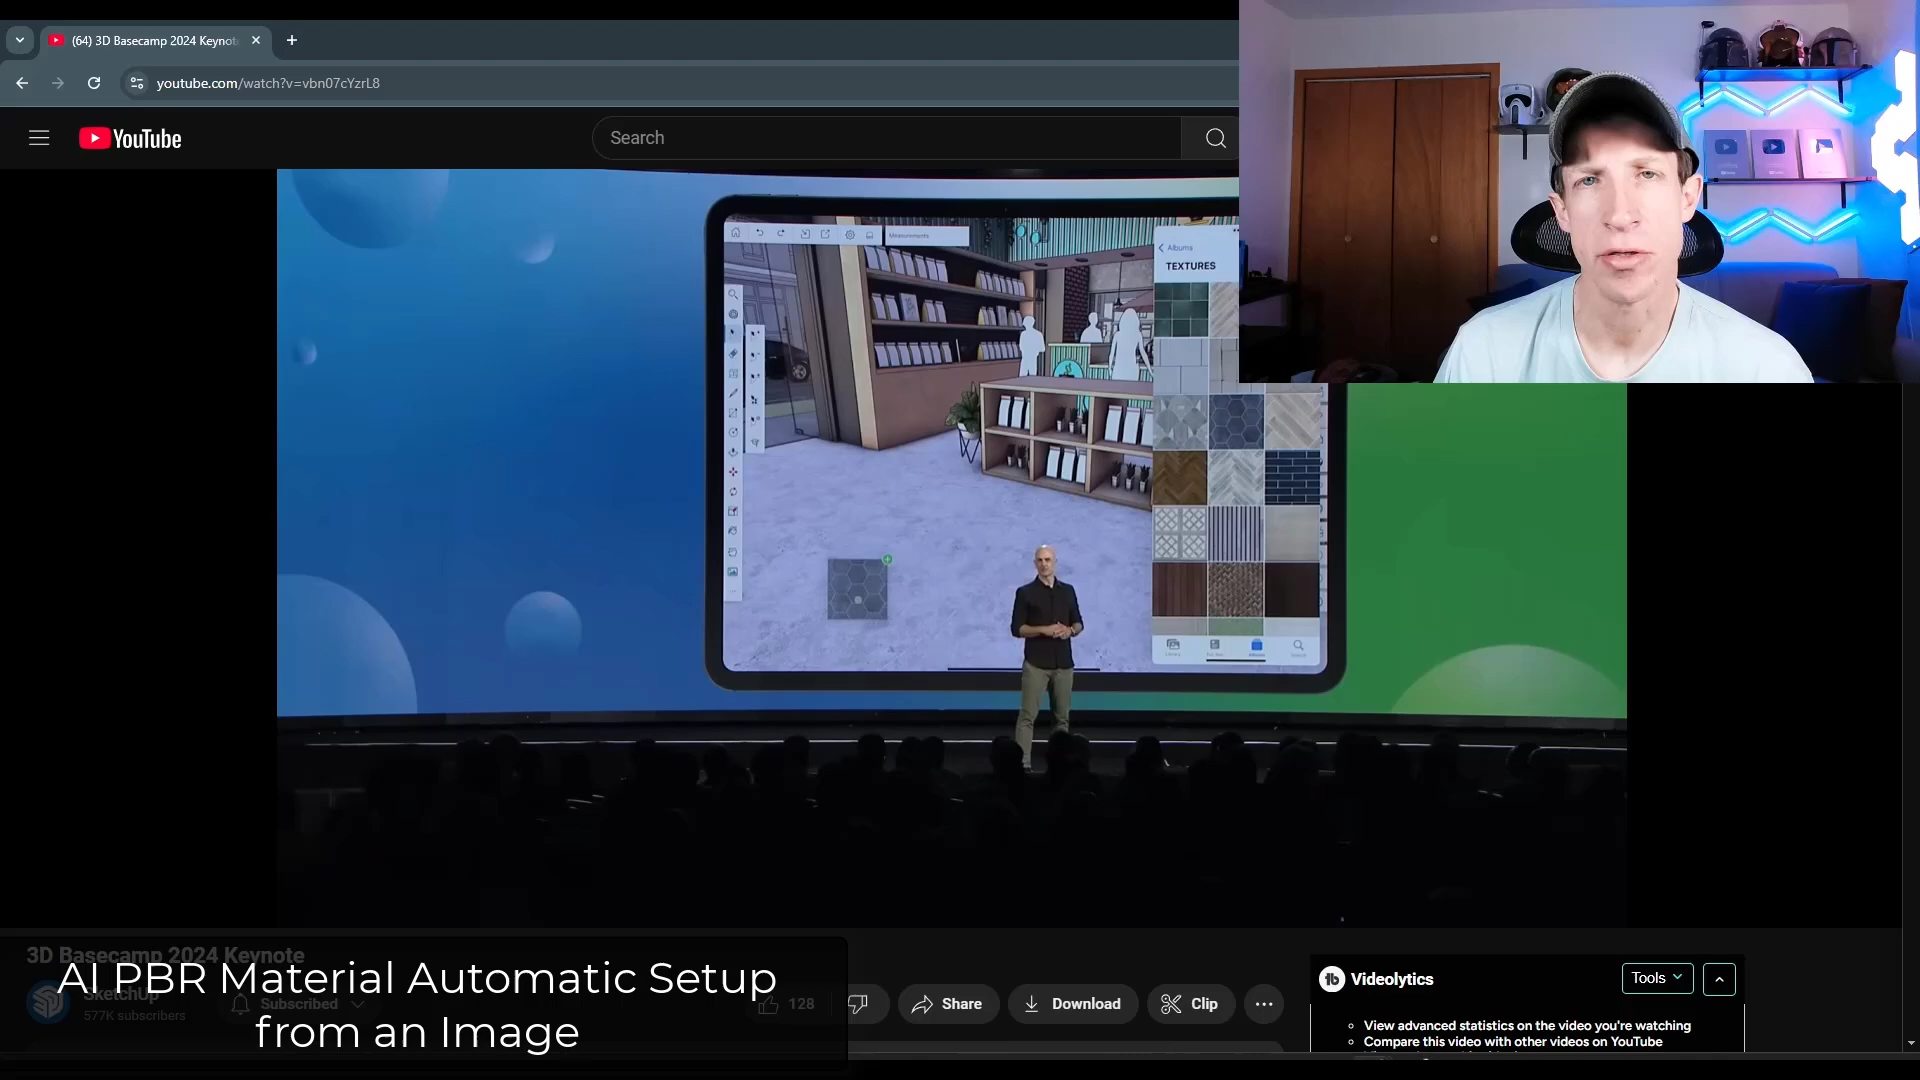 (64) 3D Basecamp 2024 Keynot
youtube.com/watch?v=vbn07cYzrL8
YouTube
Search
Measurements
Albums
TEXTURES
3D Basecamp 2024 Keynote
AI PBR Material Automatic Setup
from an Image
SketchUp
577K subscribers
Subscribed
128
Share
Download
Clip
Videolytics
Tools
View advanced statistics on the video you're watching
Compare this video with other videos on YouTube